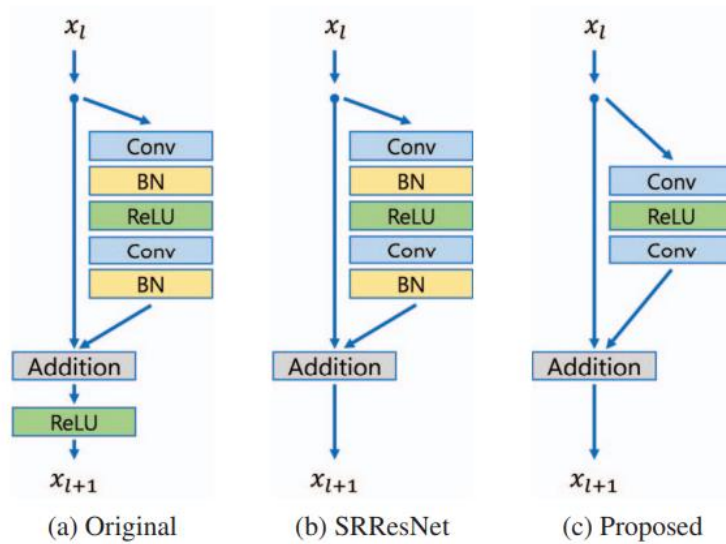 x_l
Conv
BN
ReLU
Conv
BN
Addition
ReLU
x_{l+1}
(a) Original
x_l
Conv
BN
ReLU
Conv
BN
Addition
x_{l+1}
(b) SRResNet
x_l
Conv
ReLU
Conv
Addition
x_{l+1}
(c) Proposed